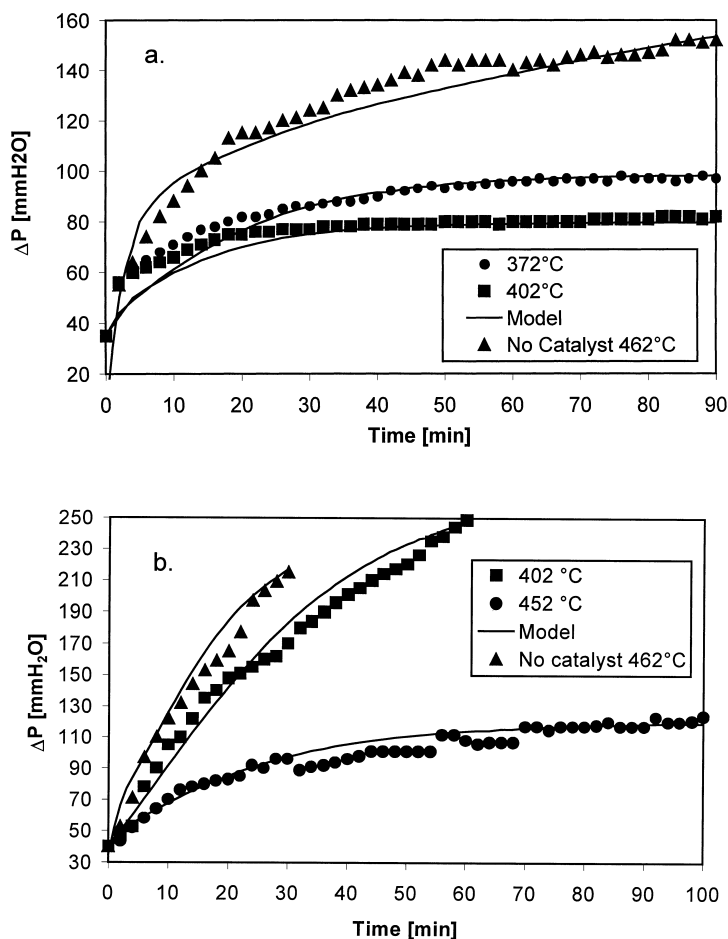 160
a.
140
120
100
80
60
40
20
ΔP [mmH2O]
372°C
402°C
Model
No Catalyst 462°C
0 10 20 30 40 50 60 70 80 90
Time [min]
250
b.
230
210
190
170
150
130
110
90
70
50
30
ΔP [mmH₂O]
402 °C
452 °C
Model
No catalyst 462°C
0 10 20 30 40 50 60 70 80 90 100
Time [min]